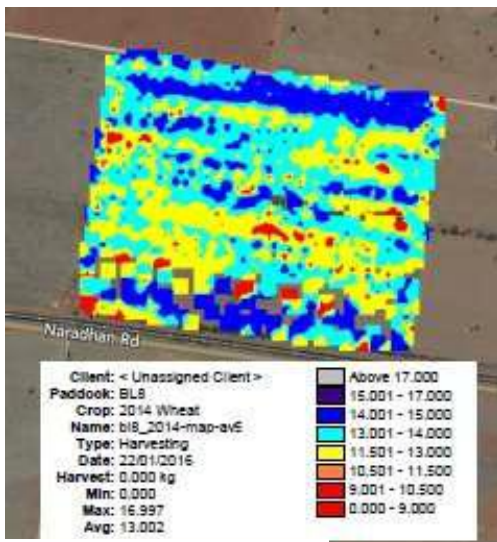 Naradhan Rd
Client: < Unassigned Client >
Paddock: BL8
Crop: 2014 Wheat
Name: bl8_2014-map-av5
Type: Harvesting
Date: 22/01/2016
Harvest: 0.000 kg
Min: 0.000
Max: 16.997
Avg: 13.002
Above 17.000
15.001 - 17.000
14.001 - 15.000
13.001 - 14.000
11.501 - 13.000
10.501 - 11.500
9.001 - 10.500
0.000 - 9.000